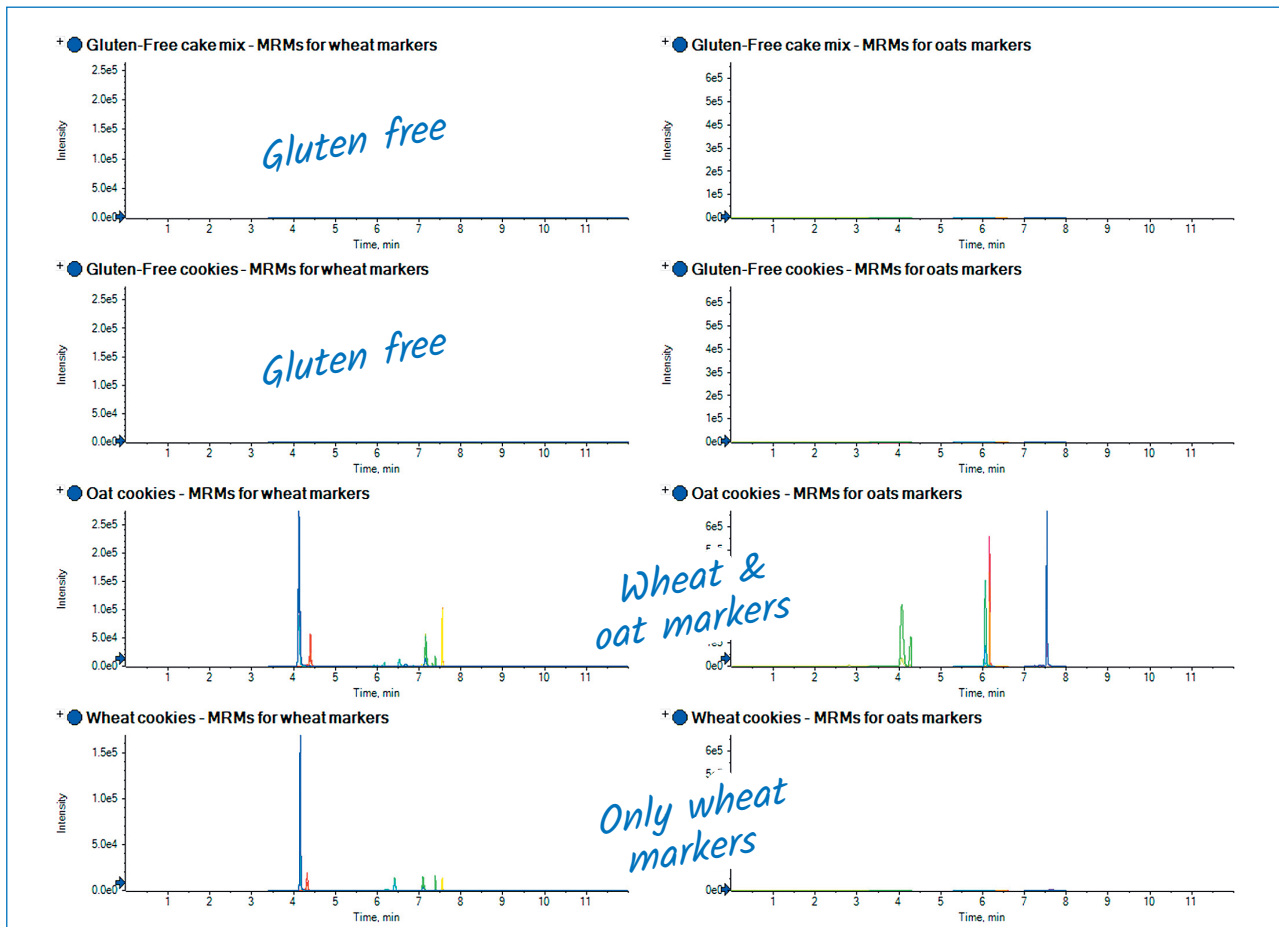 + Gluten-Free cake mix - MRMs for wheat markers
2.5e5
2.0e5
1.5e5
1.0e5
5.0e4
0.0e0
Intensity
Gluten free
1 2 3 4 5 6 7 8 9 10 11
Time, min
+ Gluten-Free cake mix - MRMs for oats markers
6e5
5e5
4e5
3e5
2e5
1e5
0e0
Intensity
1 2 3 4 5 6 7 8 9 10 11
Time, min
+ Gluten-Free cookies - MRMs for wheat markers
2.5e5
2.0e5
1.5e5
1.0e5
5.0e4
0.0e0
Intensity
Gluten free
1 2 3 4 5 6 7 8 9 10 11
Time, min
+ Gluten-Free cookies - MRMs for oats markers
6e5
5e5
4e5
3e5
2e5
1e5
0e0
Intensity
1 2 3 4 5 6 7 8 9 10 11
Time, min
+ Oat cookies - MRMs for wheat markers
2.5e5
2.0e5
1.5e5
1.0e5
5.0e4
0.0e0
Intensity
1 2 3 4 5 6 7 8 9 10 11
Time, min
Wheat &
oat markers
+ Oat cookies - MRMs for oats markers
6e5
0e0
1 2 3 4 5 6 7 8 9 10 11
Time, min
+ Wheat cookies - MRMs for wheat markers
1.5e5
1.0e5
5.0e4
0.0e0
Intensity
1 2 3 4 5 6 7 8 9 10 11
Time, min
Only wheat
markers
+ Wheat cookies - MRMs for oats markers
6e5
0e0
1 2 3 4 5 6 7 8 9 10 11
Time, min